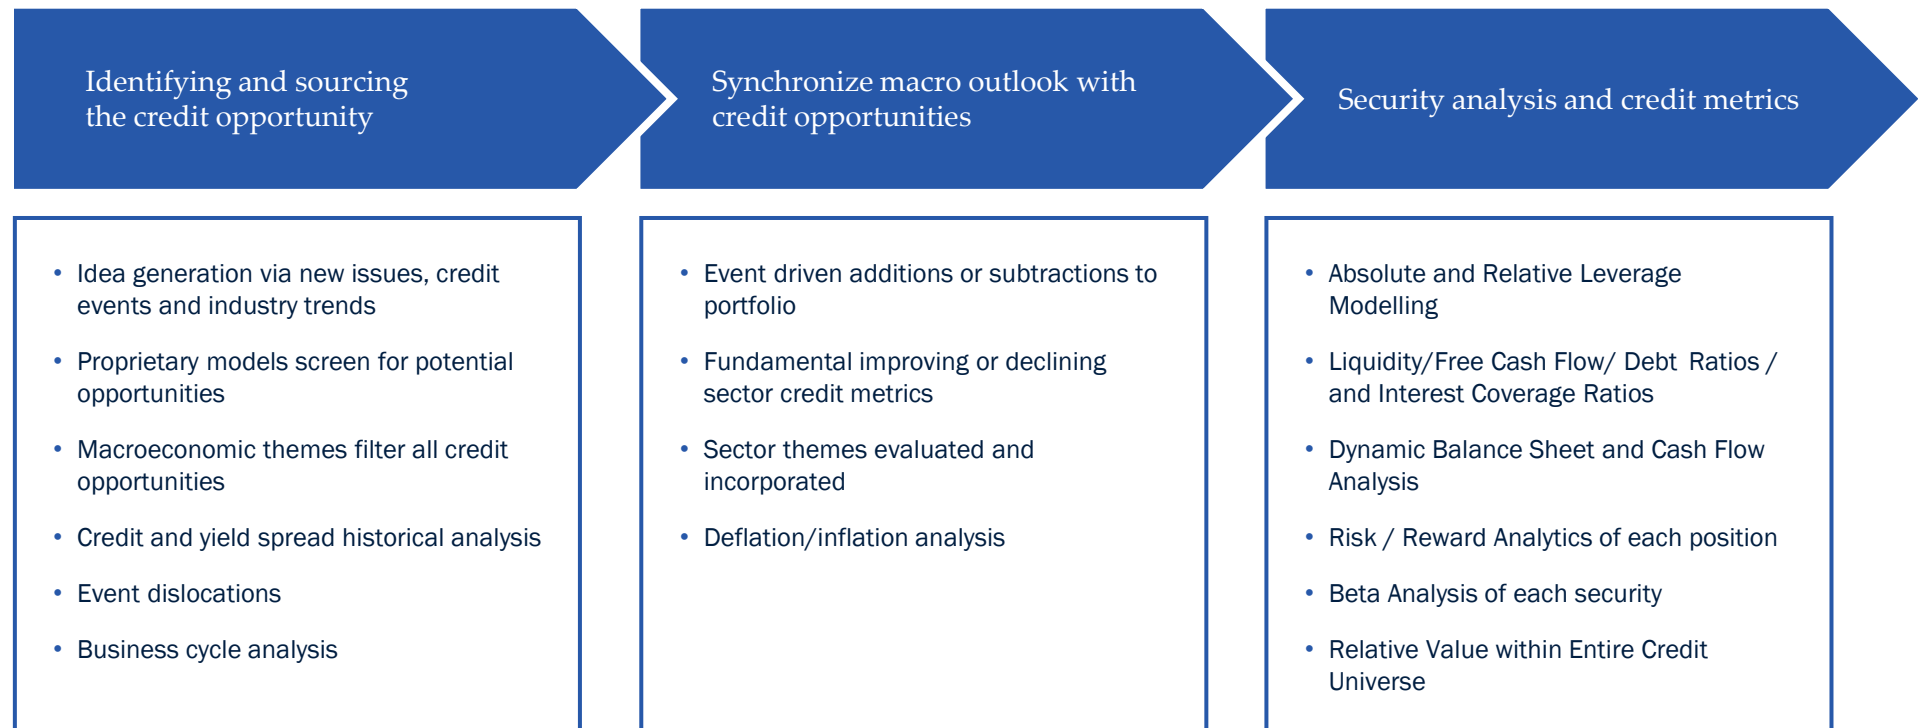 Identifying and sourcing
the credit opportunity
Synchronize macro outlook with
credit opportunities
Security analysis and credit metrics
• Idea generation via new issues, credit
events and industry trends
• Proprietary models screen for potential
opportunities
• Macroeconomic themes filter all credit
opportunities
• Credit and yield spread historical analysis
• Event dislocations
• Business cycle analysis
• Event driven additions or subtractions to
portfolio
• Fundamental improving or declining
sector credit metrics
• Sector themes evaluated and
incorporated
• Deflation/inflation analysis
• Absolute and Relative Leverage
Modelling
• Liquidity/Free Cash Flow/ Debt Ratios /
and Interest Coverage Ratios
• Dynamic Balance Sheet and Cash Flow
Analysis
• Risk / Reward Analytics of each position
• Beta Analysis of each security
• Relative Value within Entire Credit
Universe